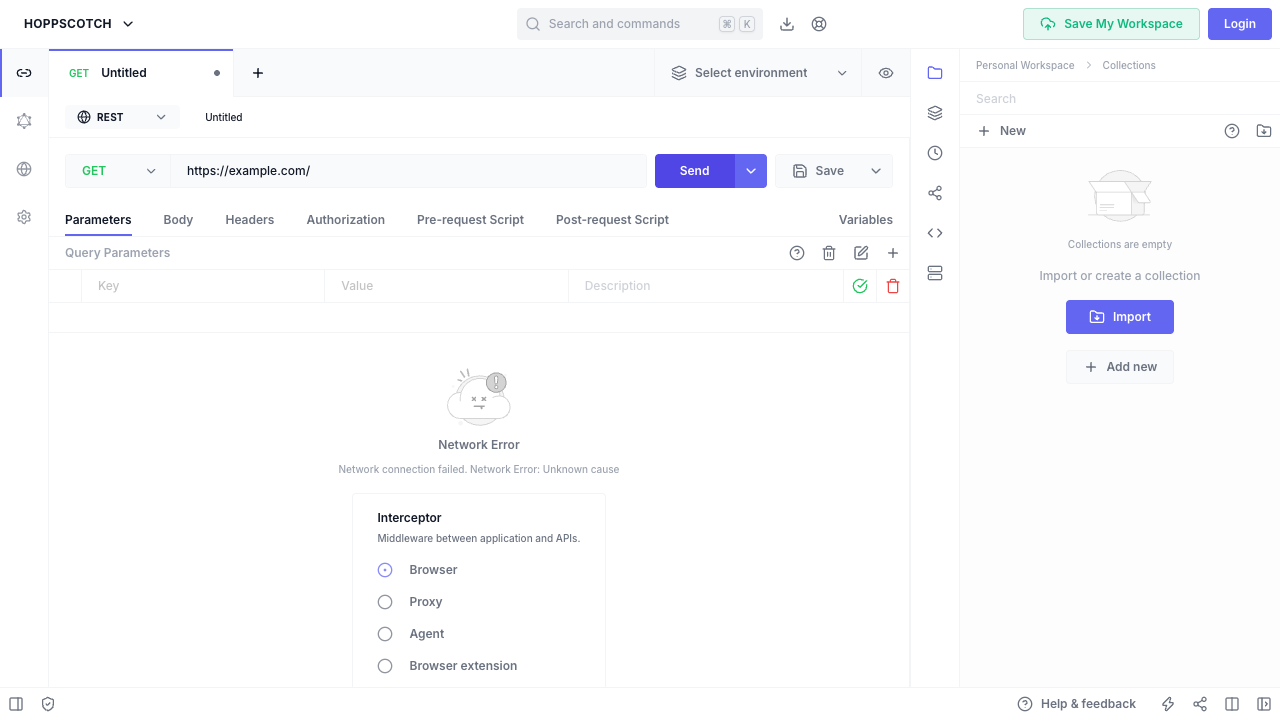 HOPPSCOTCH
Search and commands
⌘ K
Save My Workspace
Login
GET Untitled
Select environment
REST
Untitled
GET
https://example.com/
Send
Save
Parameters
Body
Headers
Authorization
Pre-request Script
Post-request Script
Variables
Query Parameters
Key
Value
Description
Network Error
Network connection failed. Network Error: Unknown cause
Interceptor
Middleware between application and APIs.
Browser
Proxy
Agent
Browser extension
Personal Workspace
Collections
Search
New
Collections are empty
Import or create a collection
Import
Add new
Help & feedback